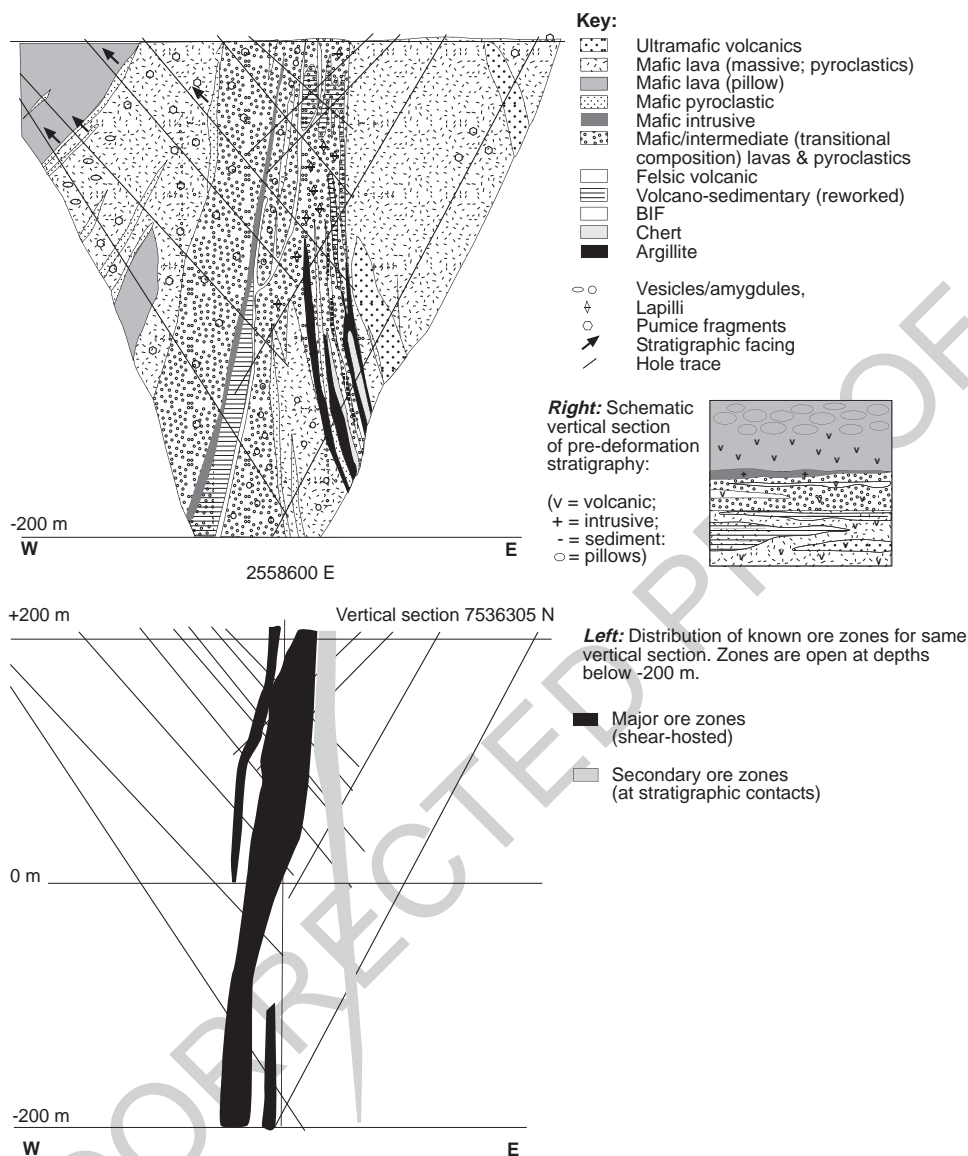 Key:
Ultramafic volcanics
Mafic lava (massive; pyroclastics)
Mafic lava (pillow)
Mafic pyroclastic
Mafic intrusive
Mafic/intermediate (transitional
composition) lavas & pyroclastics
Felsic volcanic
Volcano-sedimentary (reworked)
BIF
Chert
Argillite
Vesicles/amygdules,
Lapilli
Pumice fragments
Stratigraphic facing
Hole trace
Right: Schematic
vertical section
of pre-deformation
stratigraphy:
(v = volcanic;
+ = intrusive;
- = sediment:
= pillows)
-200 m
W
E
2558600 E
+200 m
Vertical section 7536305 N
0 m
-200 m
W
E
Left: Distribution of known ore zones for same
vertical section. Zones are open at depths
below -200 m.
Major ore zones
(shear-hosted)
Secondary ore zones
(at stratigraphic contacts)